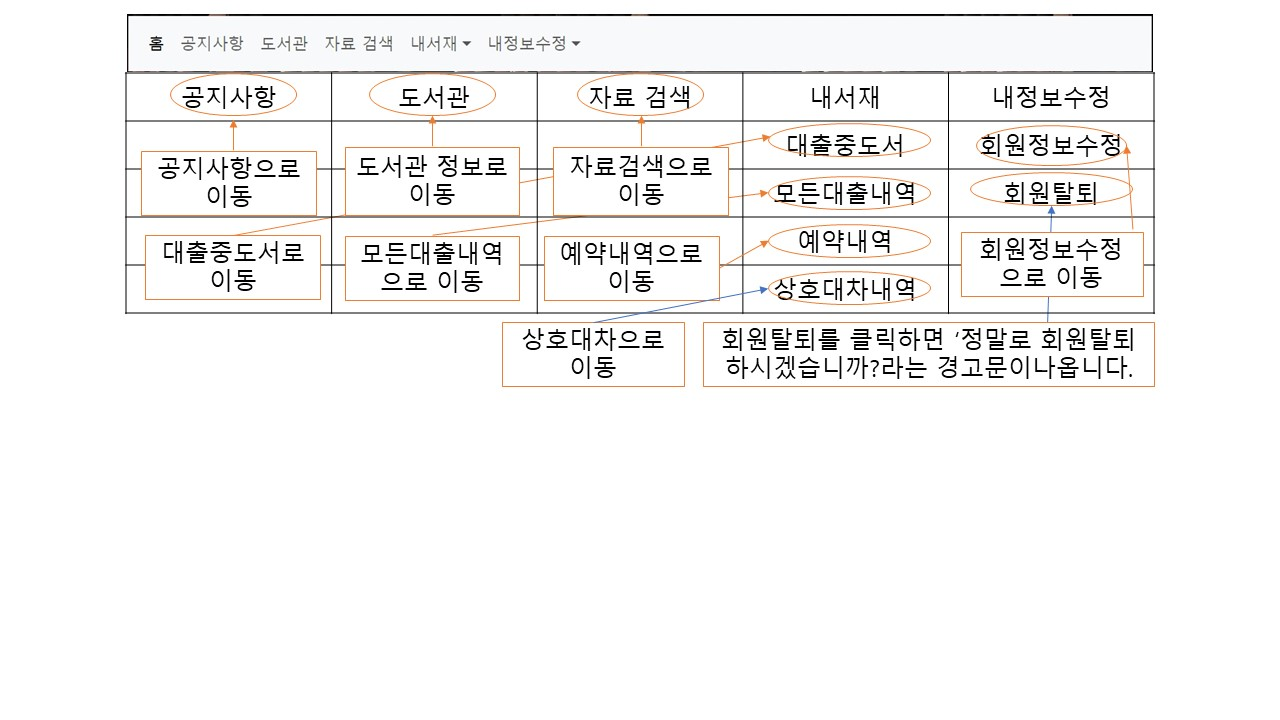 홈 공지사항 도서관 자료 검색 내서재 내정보수정
공지사항 도서관 자료 검색 내서재 내정보수정
대출중도서 회원정보수정
공지사항으로
이동
도서관 정보로
이동
자료검색으로
이동
모든대출내역 회원탈퇴
예약내역
대출중도서로
이동
모든대출내역
으로 이동
예약내역으로
이동
회원정보수정
으로 이동
상호대차내역
상호대차으로
이동
회원탈퇴를 클릭하면 ‘정말로 회원탈퇴
하시겠습니까?라는 경고문이나옵니다.